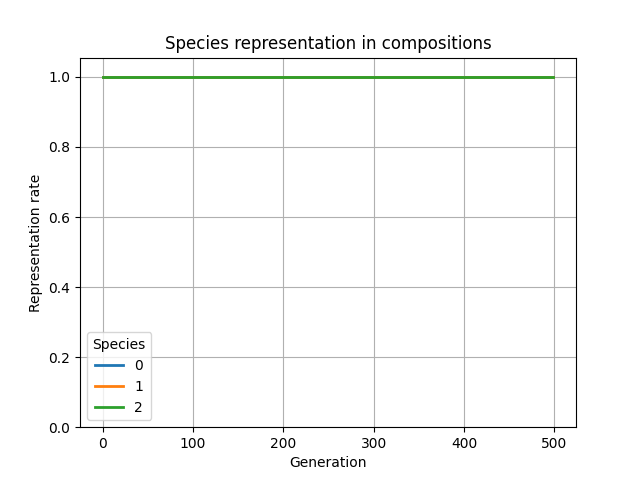 Species representation in compositions
Representation rate
1.0
0.8
0.6
0.4
0.2
0.0
Species
0
1
2
0 100 200 300 400 500
Generation